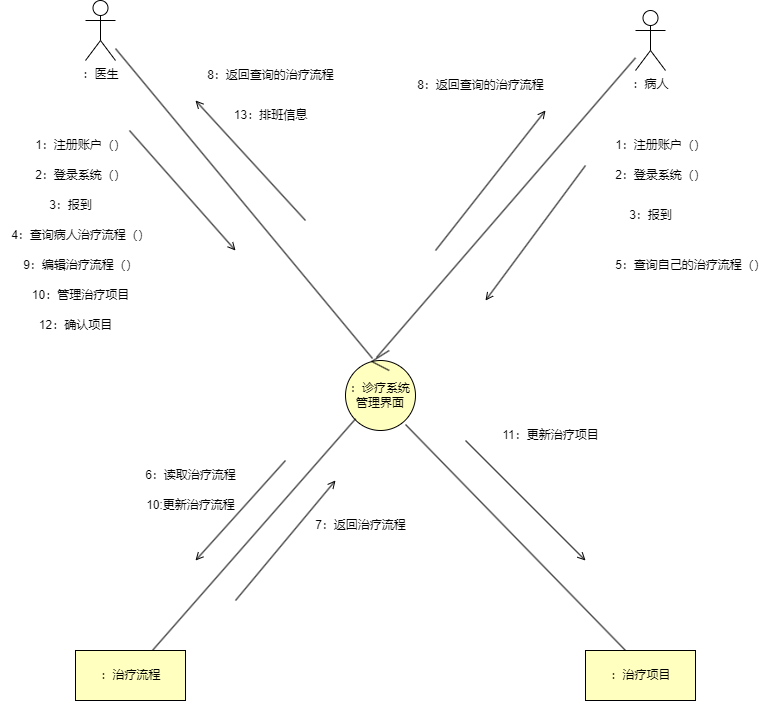 ：医生
：病人
8：返回查询的治疗流程
13：排班信息
8：返回查询的治疗流程
1：注册账户（）
2：登录系统（）
3：报到
4：查询病人治疗流程（）
9：编辑治疗流程（）
10：管理治疗项目
12：确认项目
1：注册账户（）
2：登录系统（）
3：报到
5：查询自己的治疗流程（）
：诊疗系统
管理界面
6：读取治疗流程
10:更新治疗流程
7：返回治疗流程
11：更新治疗项目
：治疗流程
：治疗项目